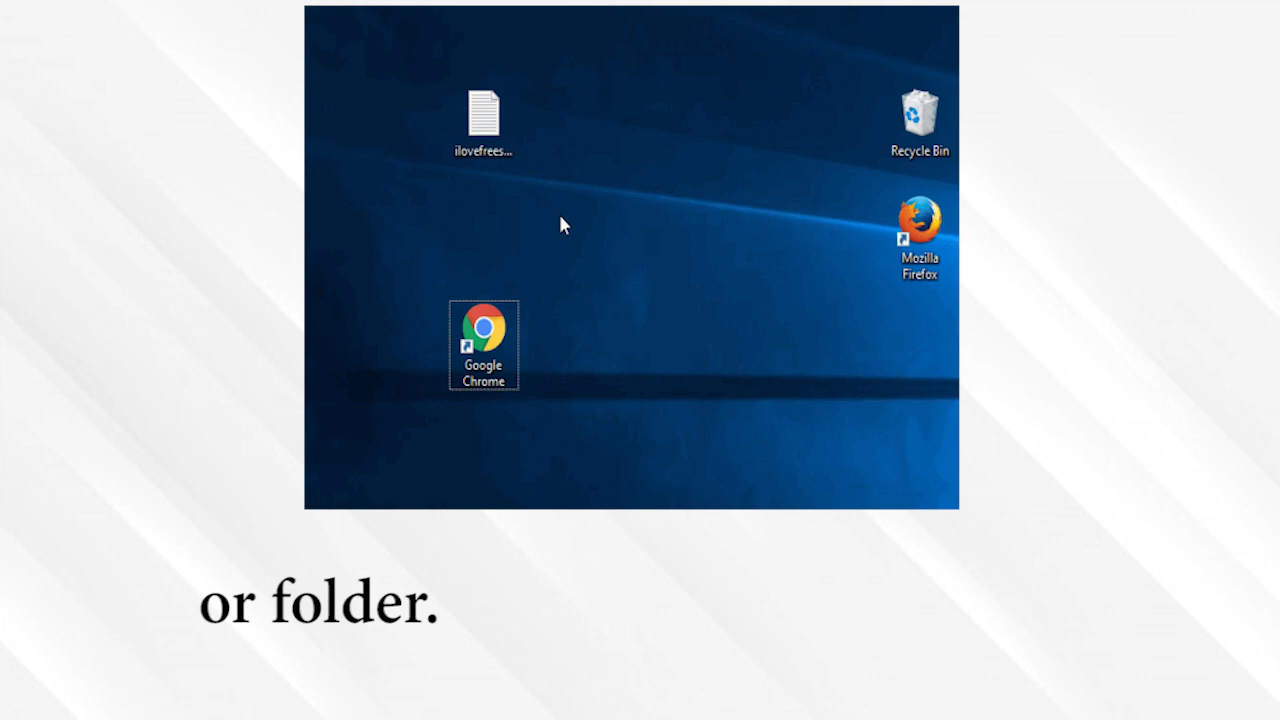 ilovefrees...
Recycle Bin
Mozilla
Firefox
Google
Chrome
or folder.